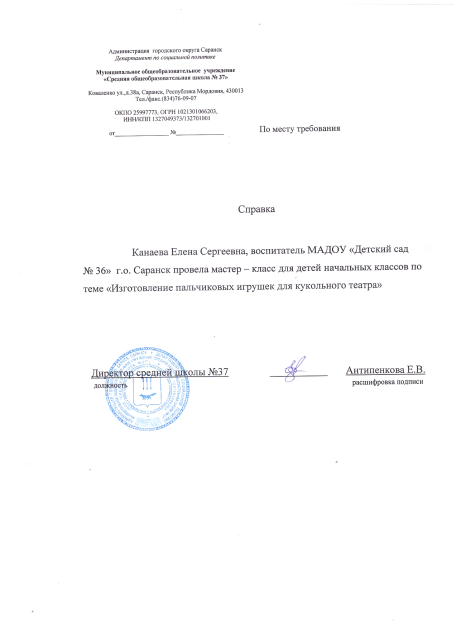 Администрация городского округа Саранск
Департамент по социальной политике
Муниципальное общеобразовательное учреждение
«Средняя общеобразовательная школа № 37»
Коваленко ул.,д.38а, Саранск, Республика Мордовия, 430013
Тел./факс.(834)76-09-07
ОКПО 25997773, ОГРН 1021301066203,
ИНН/КПП 1327049373/132701001
от__________________ №________________
По месту требования
Справка
Канаева Елена Сергеевна, воспитатель МАДОУ «Детский сад
№ 36» г.о. Саранск провела мастер – класс для детей начальных классов по
теме «Изготовление пальчиковых игрушек для кукольного театра»
Директор средней школы №37 Антипенкова Е.В.
должность расшифровка подписи